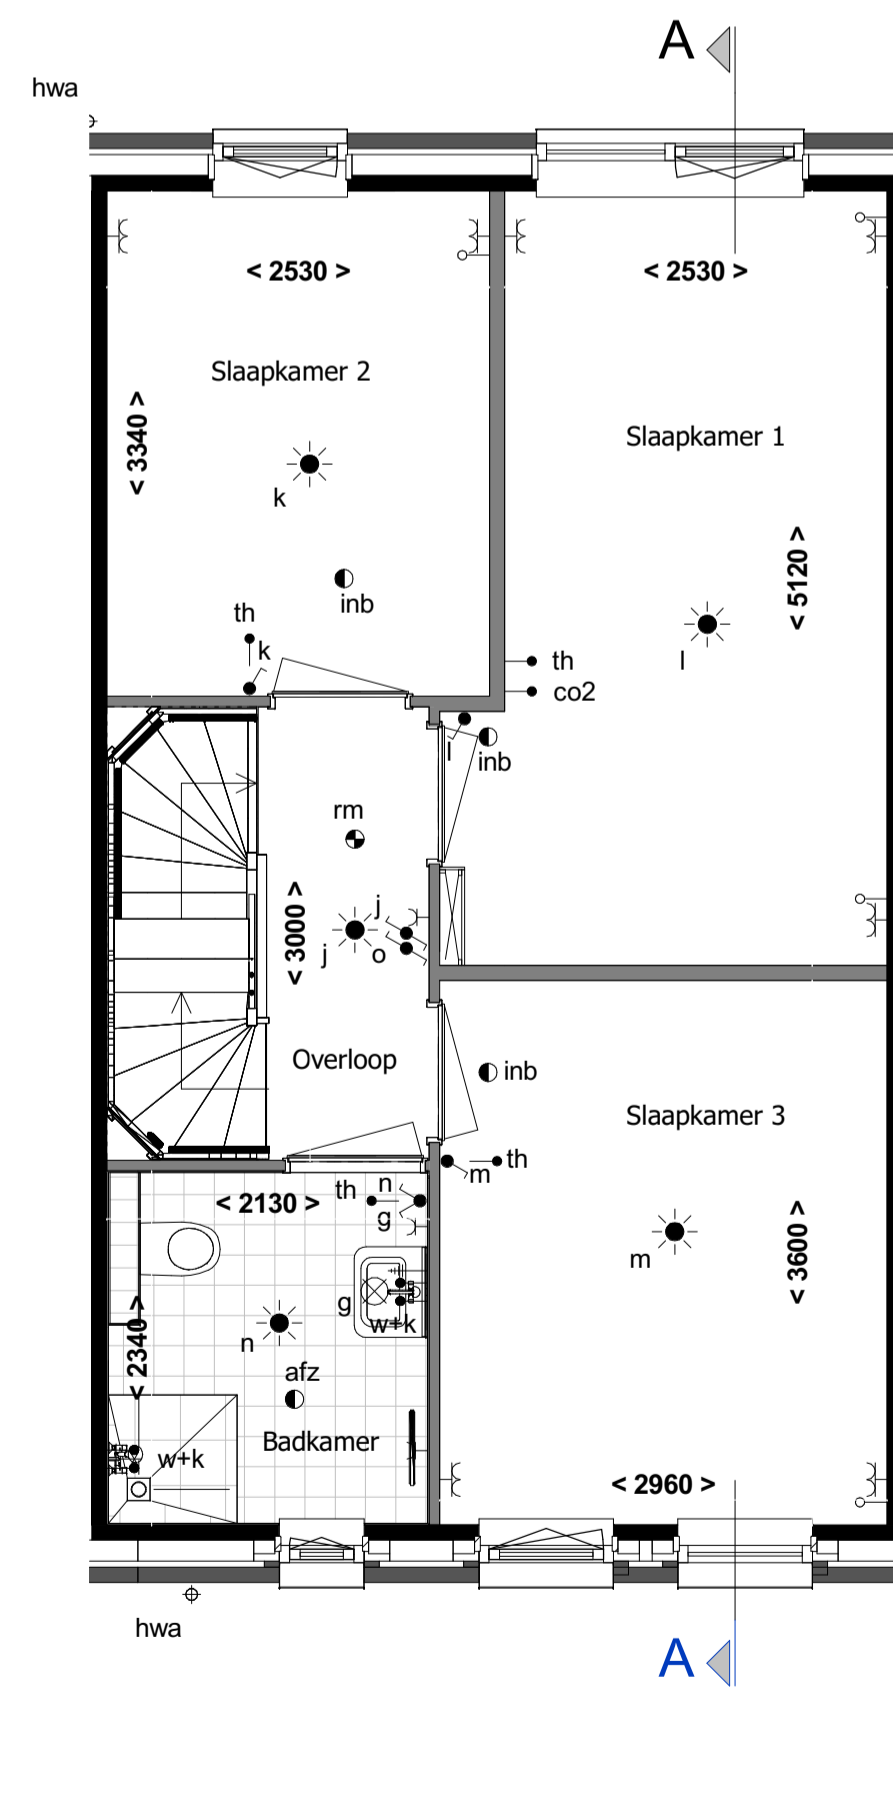 A
hwa
< 2530 >
< 2530 >
Slaapkamer 2
< 3340 >
Slaapkamer 1
k
< 5120 >
inb
th
k
l
th
co2
l
inb
rm
j
< 3000 >
j
o
Overloop
inb
Slaapkamer 3
m
th
< 2130 >
th
n
g
m
< 3600 >
g
w+k
n
< 2340 >
afz
Badkamer
w+k
< 2960 >
hwa
A